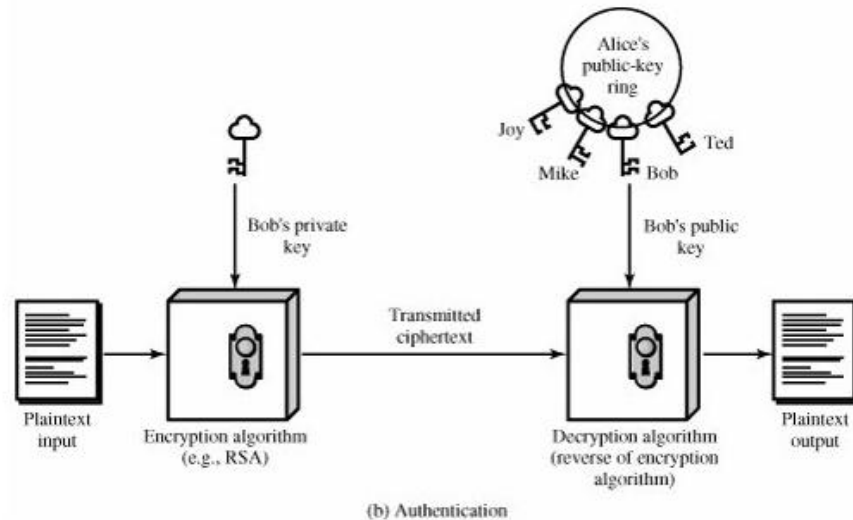 Alice's
public-key
ring
Joy
Mike
Bob
Ted
Bob's private
key
Bob's public
key
Transmitted
ciphertext
Plaintext
input
Encryption algorithm
(e.g., RSA)
Decryption algorithm
(reverse of encryption
algorithm)
Plaintext
output
(b) Authentication